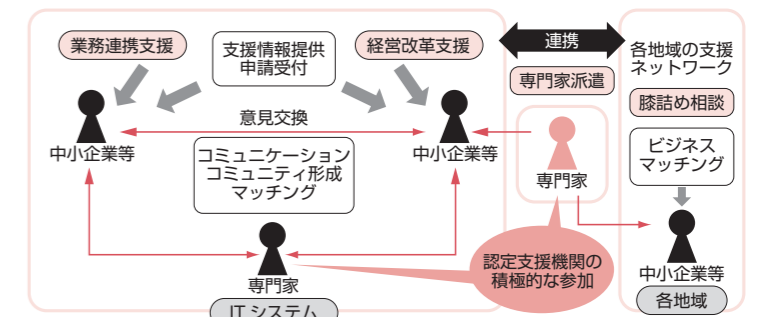 業務連携支援
支援情報提供
申請受付
経営改革支援
連携
各地域の支援
ネットワーク
専門家派遣
膝詰め相談
意見交換
中小企業等
中小企業等
コミュニケーション
コミュニティ形成
マッチング
ビジネス
マッチング
専門家
専門家
認定支援機関の
積極的な参加
中小企業等
ITシステム
各地域